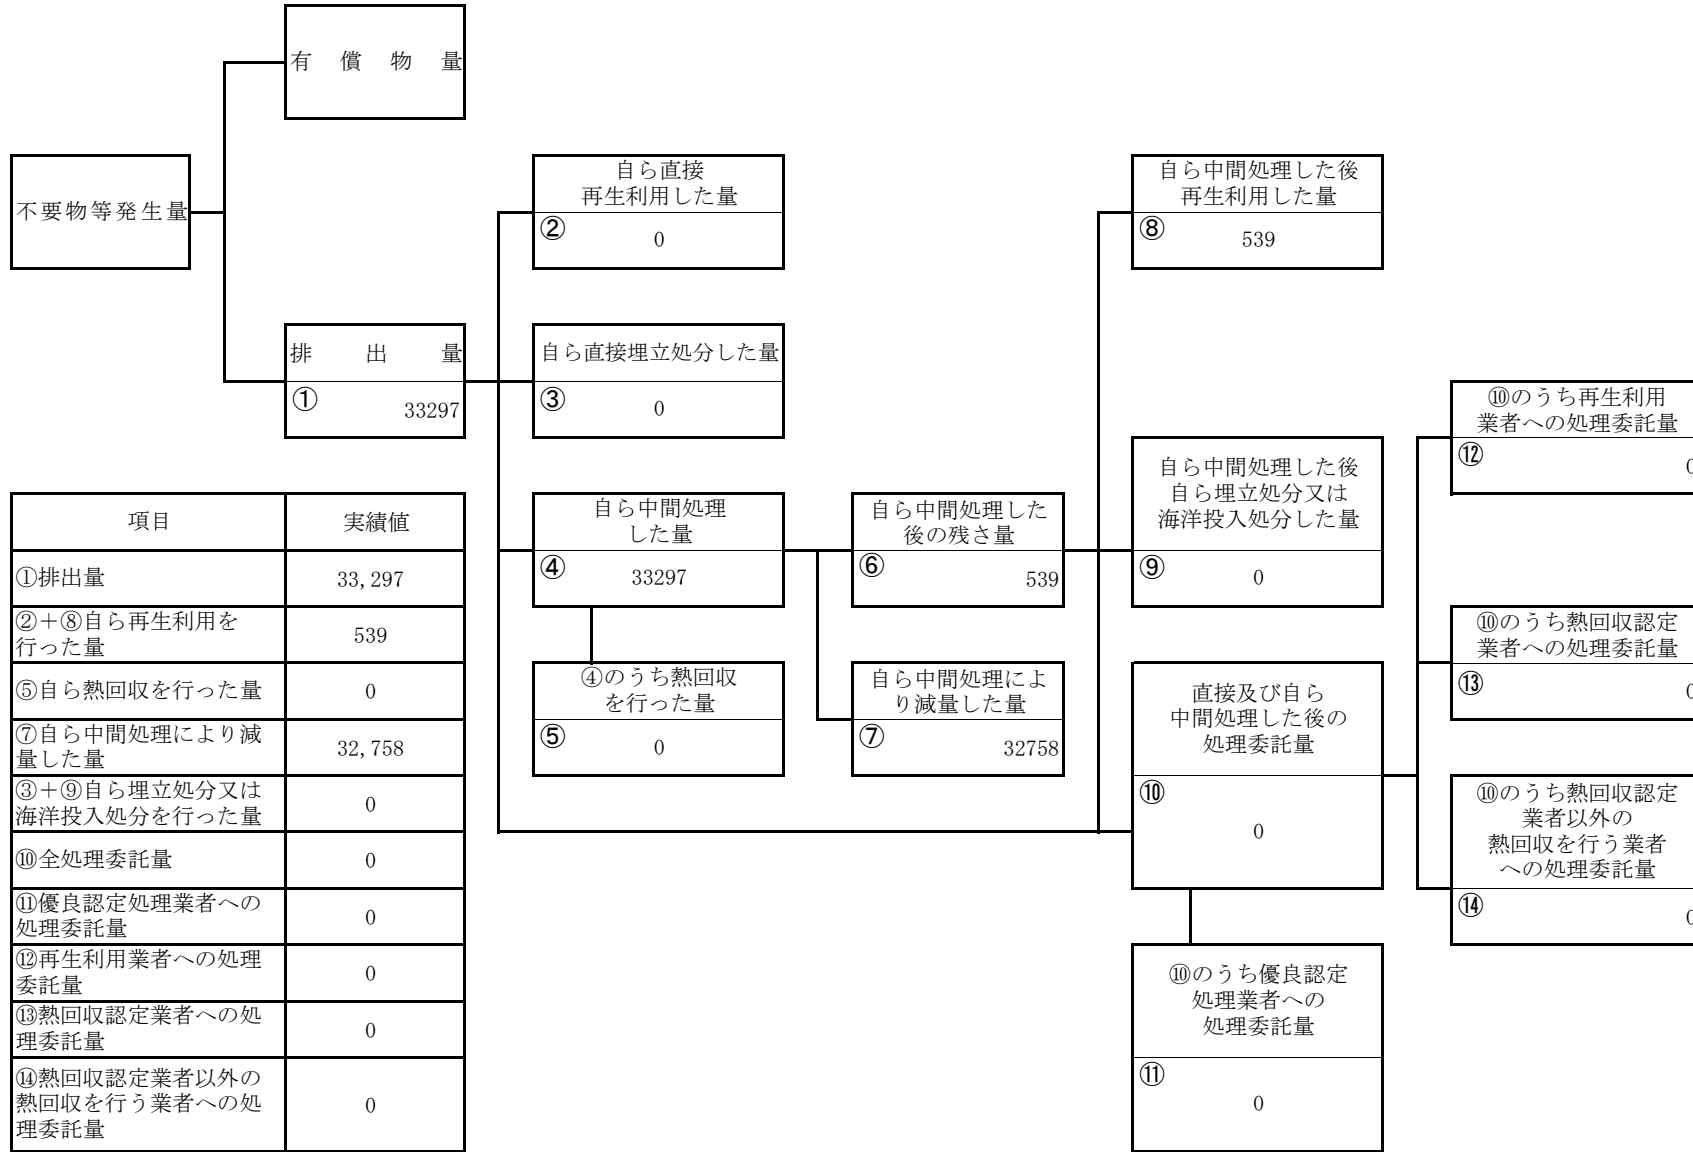 有償物量
不要物等発生量
排出量
①
33297
自ら直接
再生利用した量
②
0
自ら直接埋立処分した量
③
0
自ら中間処理
した量
④
33297
④のうち熱回収
を行った量
⑤
0
自ら中間処理した
後の残さ量
⑥
539
自ら中間処理によ
り減量した量
⑦
32758
自ら中間処理した後
再生利用した量
⑧
539
自ら中間処理した後
自ら埋立処分又は
海洋投入処分した量
⑨
0
直接及び自ら
中間処理した後の
処理委託量
⑩
0
⑩のうち優良認定
処理業者への
処理委託量
⑪
0
⑩のうち再生利用
業者への処理委託量
⑫
0
⑩のうち熱回収認定
業者への処理委託量
⑬
0
⑩のうち熱回収認定
業者以外の
熱回収を行う業者
への処理委託量
⑭
0
項目 実績値
①排出量 33,297
②+⑧自ら再生利用を
行った量 539
⑤自ら熱回収を行った量 0
⑦自ら中間処理により減
量した量 32,758
③+⑨自ら埋立処分又は
海洋投入処分を行った量 0
⑩全処理委託量 0
⑪優良認定処理業者への
処理委託量 0
⑫再生利用業者への処理
委託量 0
⑬熱回収認定業者への処
理委託量 0
⑭熱回収認定業者以外の
熱回収を行う業者への処
理委託量 0